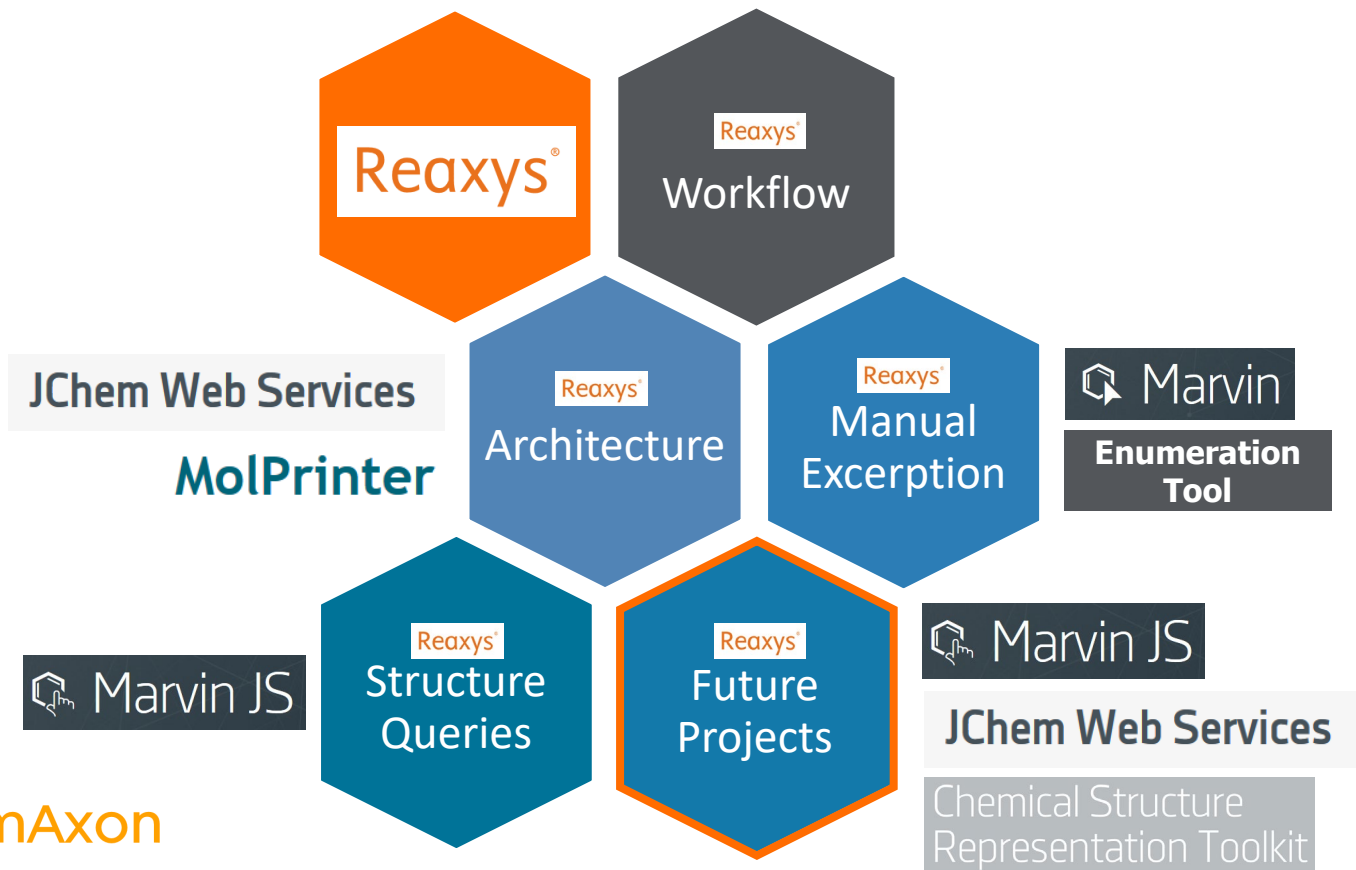 Reaxys®
Reaxys®
Workflow
JChem Web Services
MolPrinter
Reaxys®
Architecture
Reaxys®
Manual
Excerption
Marvin
Enumeration
Tool
Marvin JS
Reaxys®
Structure
Queries
Reaxys®
Future
Projects
Marvin JS
JChem Web Services
Chemical Structure
Representation Toolkit
mAxon